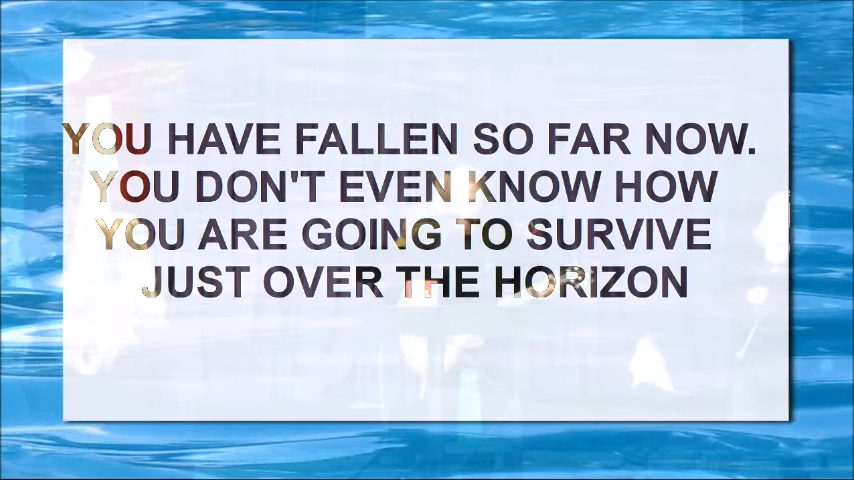 YOU HAVE FALLEN SO FAR NOW.
YOU DON'T EVEN KNOW HOW
YOU ARE GOING TO SURVIVE
JUST OVER THE HORIZON